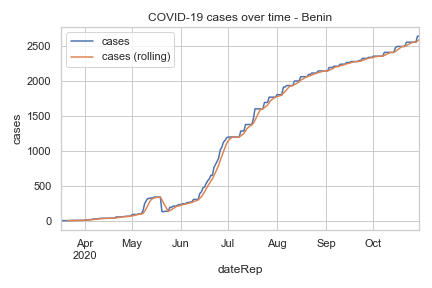 COVID-19 cases over time - Benin
cases
cases (rolling)
2500
2000
1500
1000
500
0
cases
Apr
2020
May
Jun
Jul
Aug
Sep
Oct
dateRep